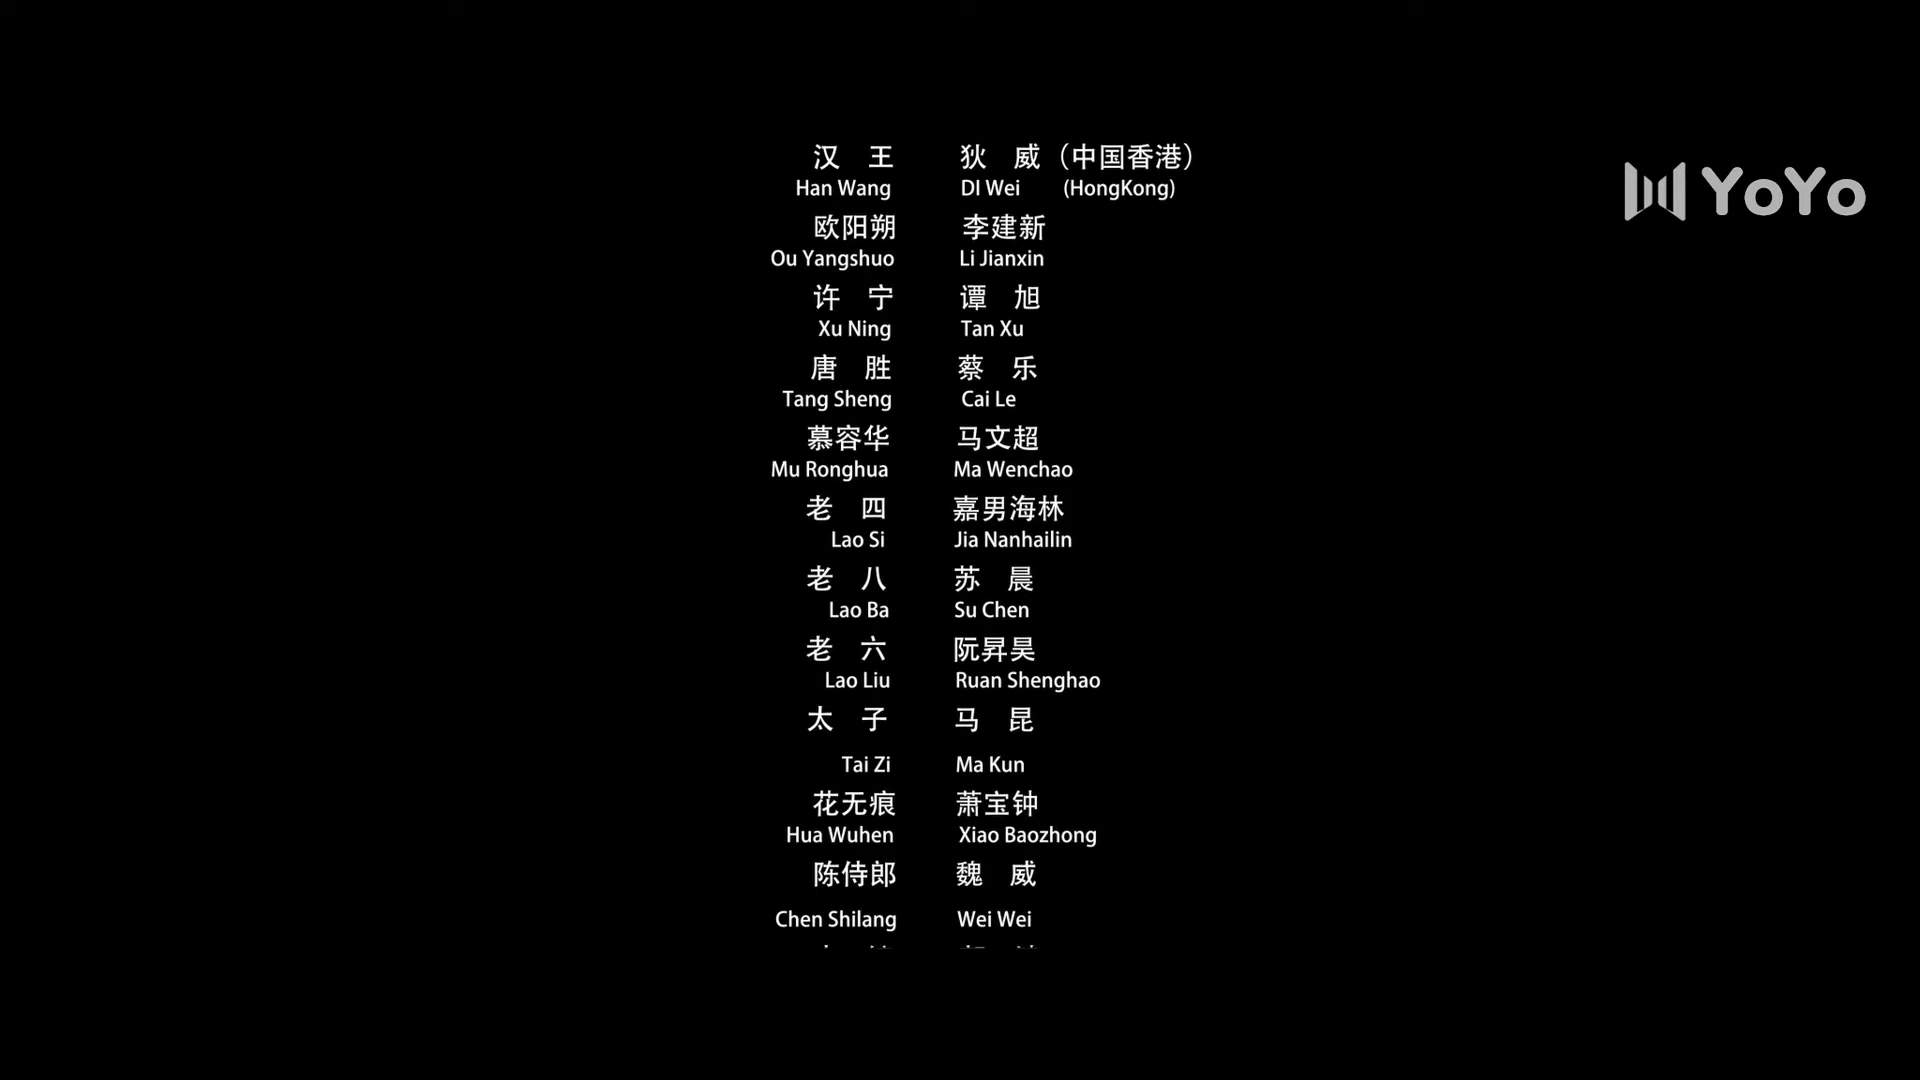 汉 王 狄 威（中国香港）
Han Wang DI Wei (HongKong)
欧阳朔 李建新
Ou Yangshuo Li Jianxin
许 宁 谭 旭
Xu Ning Tan Xu
唐 胜 蔡 乐
Tang Sheng Cai Le
慕容华 马文超
Mu Ronghua Ma Wenchao
老 四 嘉男海林
Lao Si Jia Nanhailin
老 八 苏 晨
Lao Ba Su Chen
老 六 阮昇昊
Lao Liu Ruan Shenghao
太 子 马 昆
Tai Zi Ma Kun
花无痕 萧宝钟
Hua Wuhen Xiao Baozhong
陈侍郎 魏 威
Chen Shilang Wei Wei
YoYo